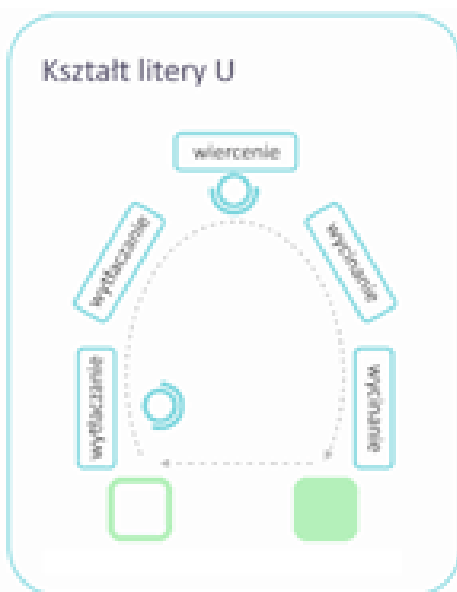 Kształt litery U
wiercenie
wytłaczanie
wycinanie
wytłaczanie
wycinanie